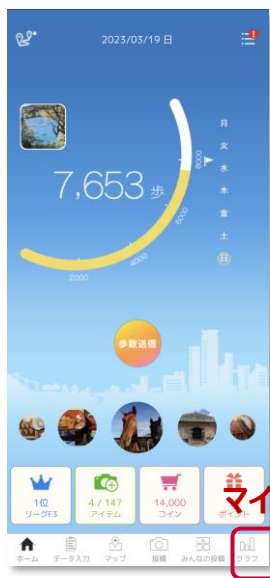 2023/03/19 日
月
火
水
木
金
土
日
7,653 歩
8000
6000
4000
2000
歩数送信
1位
リーグF3
4 / 147
アイテム
14,000
コイン
マイ
ポイント
ホーム
データ入力
マップ
投稿
みんなの投稿
グラフ